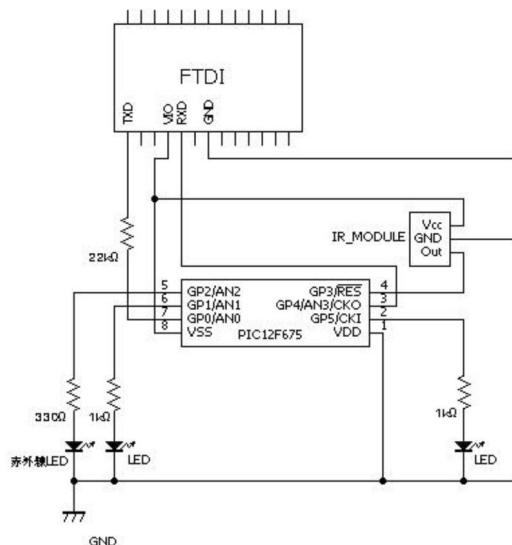 FTDI
TXD
VIO
RXD
GND
IR_MODULE
Vcc
GND
Out
22kΩ
5 GP2/AN2 GP3/RES 4
6 GP1/AN1 GP4/AN3/CKO 3
7 GP0/AN0 GP5/CKI 2
8 VSS VDD 1
PIC12F675
330Ω
1kΩ
1kΩ
赤外線LED
LED
LED
GND